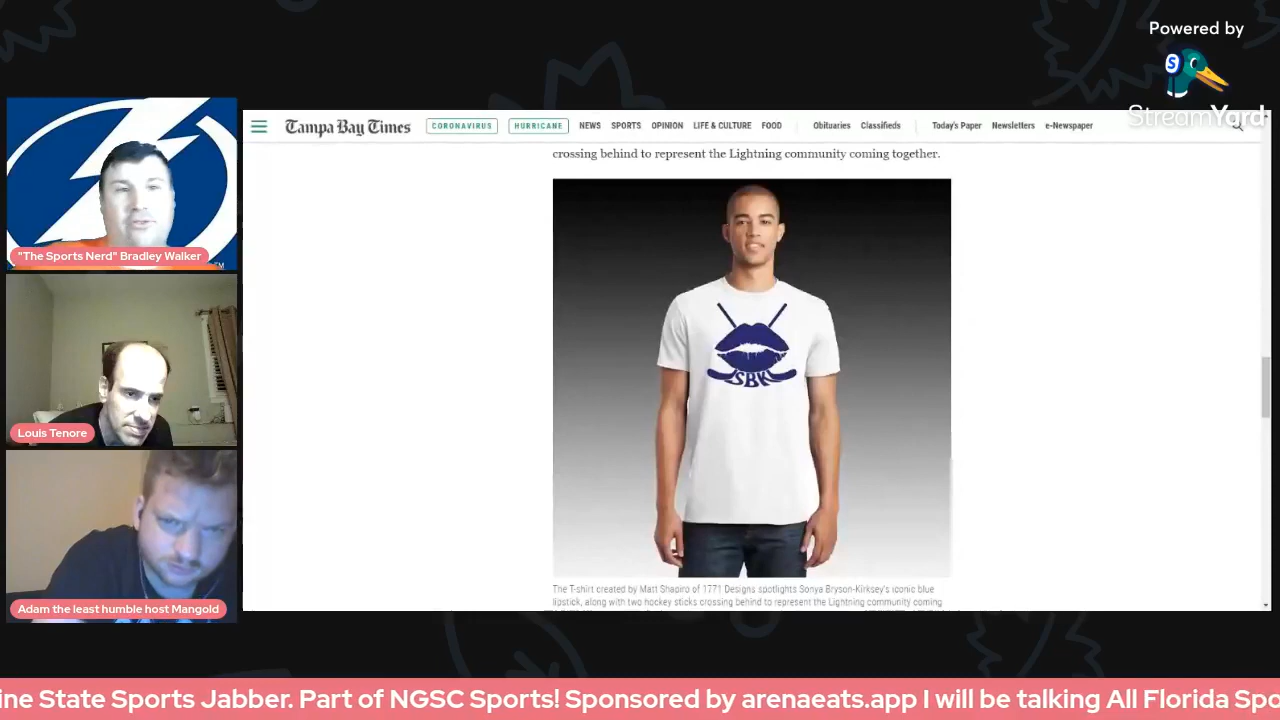 Powered by
StreamYard
Tampa Bay Times
CORONAVIRUS
HURRICANE
NEWS SPORTS OPINION LIFE & CULTURE FOOD
Obituaries Classifieds
Today's Paper Newsletters e-Newspaper
crossing behind to represent the Lightning community coming together.
SBK
The T-shirt created by Matt Shapiro of 1771 Designs spotlights Sonya Bryson-Kirksey's iconic blue
lipstick, along with two hockey sticks crossing behind to represent the Lightning community coming
"The Sports Nerd" Bradley Walker
TM
Louis Tenore
Adam the least humble host Mangold
ine State Sports Jabber. Part of NGSC Sports! Sponsored by arenaeats.app I will be talking All Florida Spo